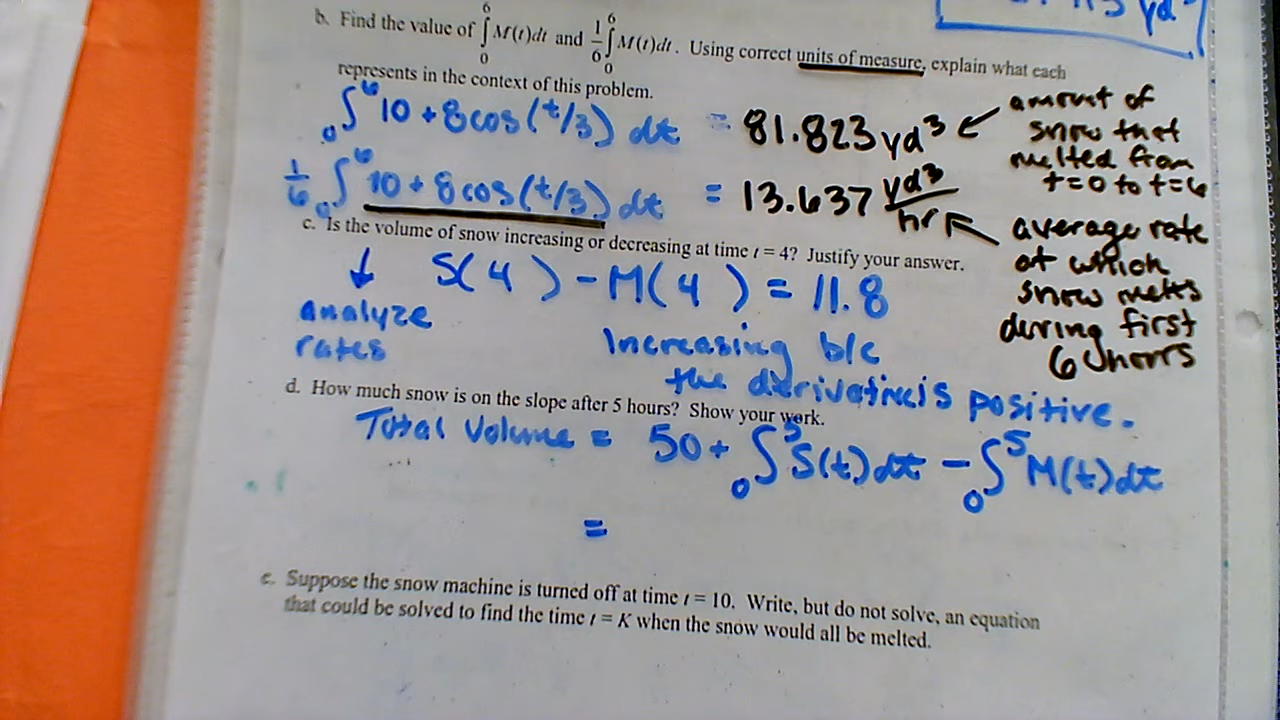 yd
b. Find the value of ∫₀⁶ M(t)dt and 1/6 ∫₀⁶ M(t)dt. Using correct units of measure, explain what each
represents in the context of this problem.
₀∫⁶ 10 + 8cos(t/3) dt = 81.823 yd³ ← amount of
snow that
melted from
t=0 to t=6
1/6 ₀∫⁶ 10 + 8cos(t/3) dt = 13.637 yd³/hr ← average rate
at which
snow melts
during first
6 hours
c. Is the volume of snow increasing or decreasing at time t = 4? Justify your answer.
↓ S(4) - M(4) = 11.8
analyze
rates
Increasing b/c
the derivative is positive.
d. How much snow is on the slope after 5 hours? Show your work.
Total Volume = 50 + ₀∫⁵ S(t)dt - ₀∫⁵ M(t)dt
=
e. Suppose the snow machine is turned off at time t = 10. Write, but do not solve, an equation
that could be solved to find the time t = K when the snow would all be melted.